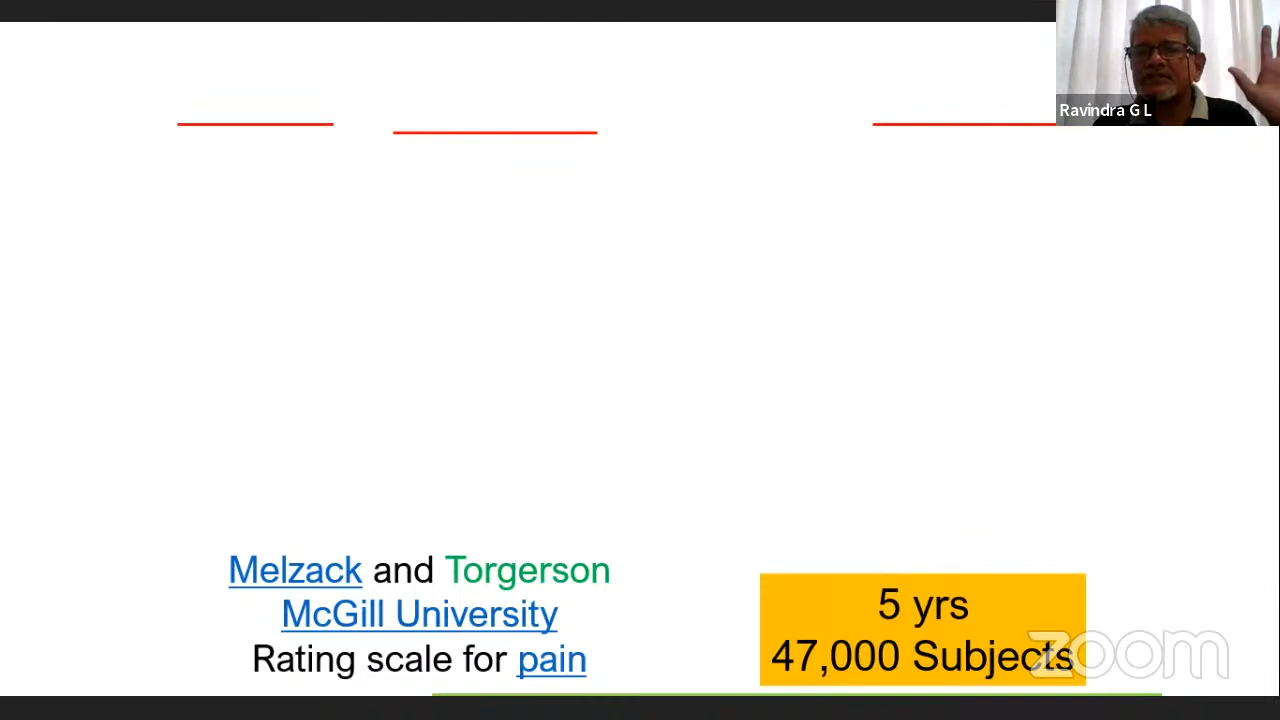 Ravindra G L
Melzack and Torgerson
McGill University
Rating scale for pain
5 yrs
47,000 Subjects
zoom